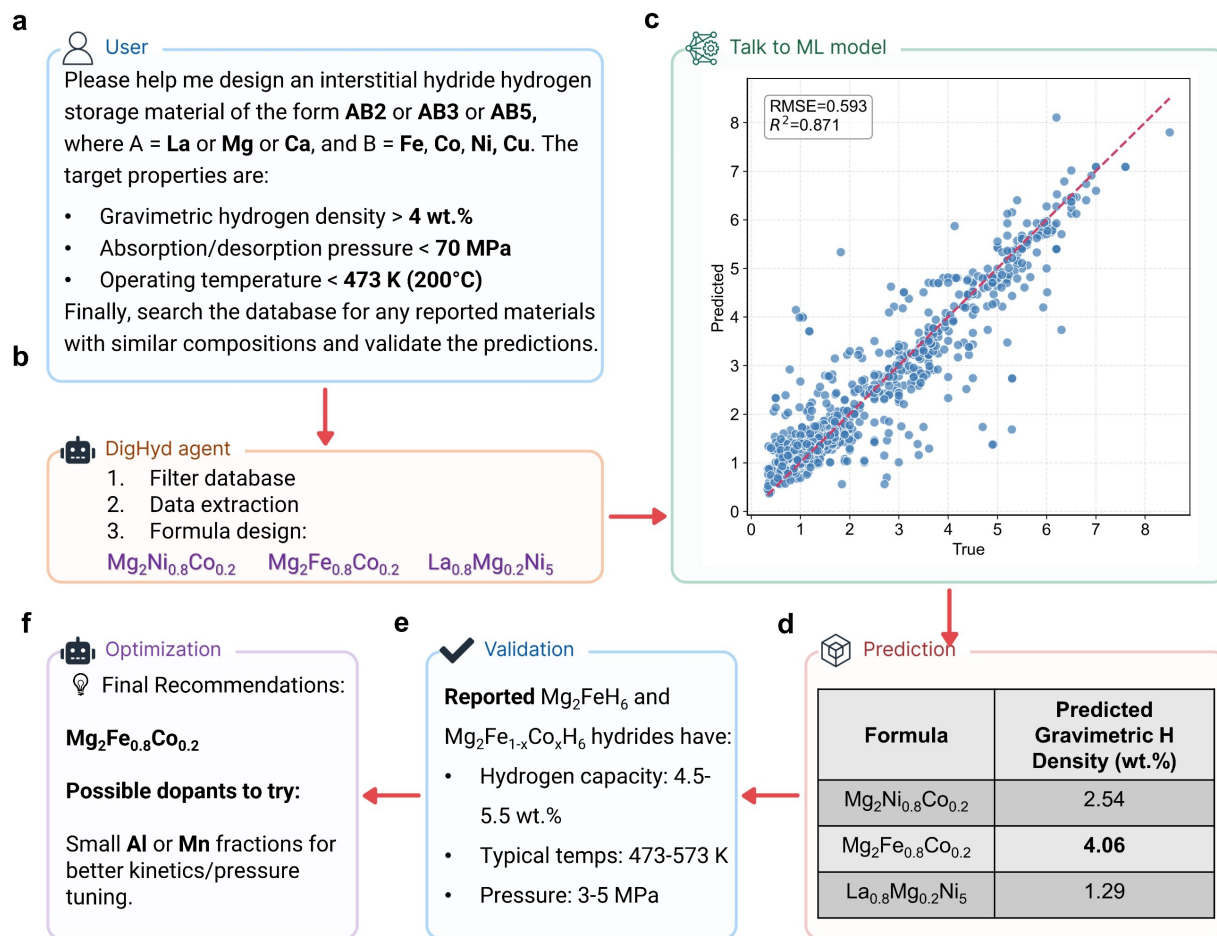 a
User
Please help me design an interstitial hydride hydrogen
storage material of the form AB2 or AB3 or AB5,
where A = La or Mg or Ca, and B = Fe, Co, Ni, Cu. The
target properties are:
• Gravimetric hydrogen density > 4 wt.%
• Absorption/desorption pressure < 70 MPa
• Operating temperature < 473 K (200°C)
Finally, search the database for any reported materials
with similar compositions and validate the predictions.
b
DigHyd agent
1. Filter database
2. Data extraction
3. Formula design:
Mg₂Ni₀.₈Co₀.₂ Mg₂Fe₀.₈Co₀.₂ La₀.₈Mg₀.₂Ni₅
c
Talk to ML model
RMSE=0.593
R²=0.871
8
7
6
5
4
3
2
1
0
Predicted
0 1 2 3 4 5 6 7 8
True
d
Prediction
Formula
Predicted
Gravimetric H
Density (wt.%)
Mg₂Ni₀.₈Co₀.₂ 2.54
Mg₂Fe₀.₈Co₀.₂ 4.06
La₀.₈Mg₀.₂Ni₅ 1.29
e
Validation
Reported Mg₂FeH₆ and
Mg₂Fe₁₋ₓCoₓH₆ hydrides have:
• Hydrogen capacity: 4.5-
5.5 wt.%
• Typical temps: 473-573 K
• Pressure: 3-5 MPa
f
Optimization
Final Recommendations:
Mg₂Fe₀.₈Co₀.₂
Possible dopants to try:
Small Al or Mn fractions for
better kinetics/pressure
tuning.